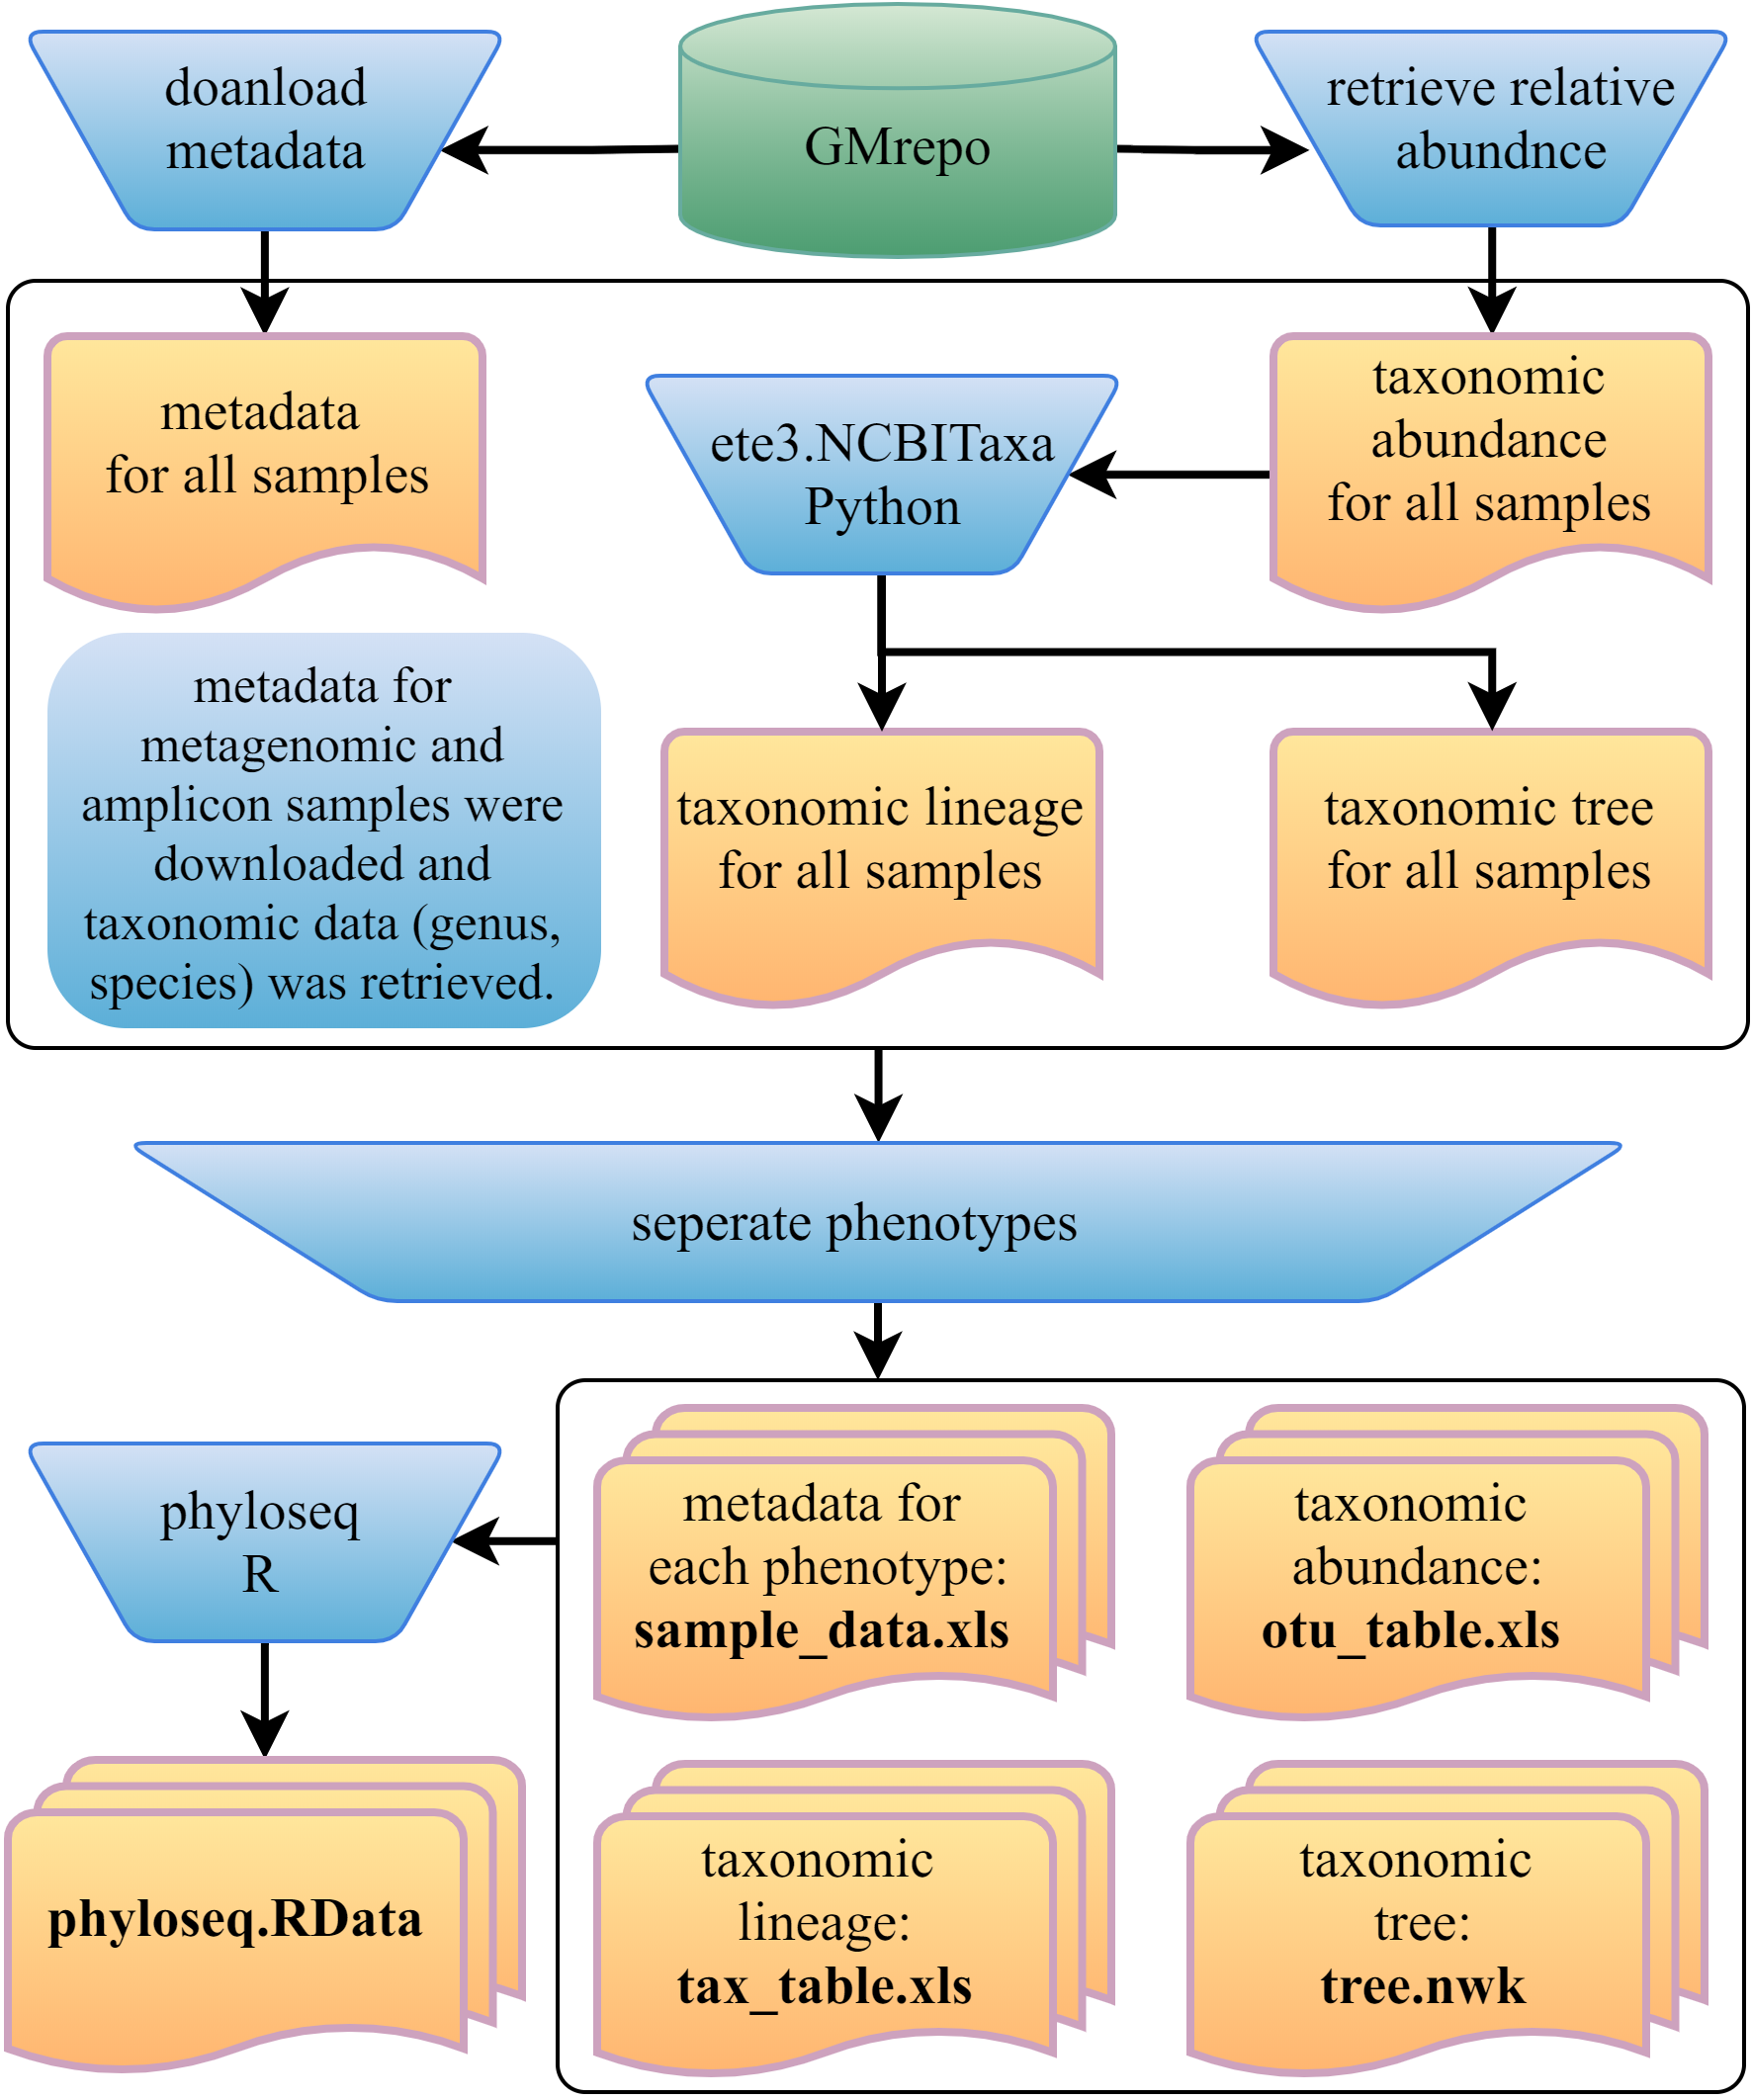 doanload
metadata
GMrepo
retrieve relative
abundnce
metadata
for all samples
ete3.NCBITaxa
Python
taxonomic
abundance
for all samples
metadata for
metagenomic and
amplicon samples were
downloaded and
taxonomic data (genus,
species) was retrieved.
taxonomic lineage
for all samples
taxonomic tree
for all samples
seperate phenotypes
phyloseq
R
metadata for
each phenotype:
sample_data.xls
taxonomic
abundance:
otu_table.xls
phyloseq.RData
taxonomic
lineage:
tax_table.xls
taxonomic
tree:
tree.nwk